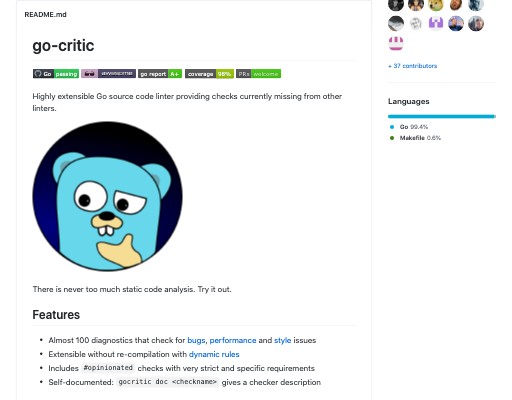 README.md
go-critic
Go passing
go report A+
coverage 98%
PRs welcome
Highly extensible Go source code linter providing checks currently missing from other
linters.
There is never too much static code analysis. Try it out.
Features
• Almost 100 diagnostics that check for bugs, performance and style issues
• Extensible without re-compilation with dynamic rules
• Includes #opinionated checks with very strict and specific requirements
• Self-documented: gocritic doc <checkname> gives a checker description
+ 37 contributors
Languages
Go 99.4%
Makefile 0.6%